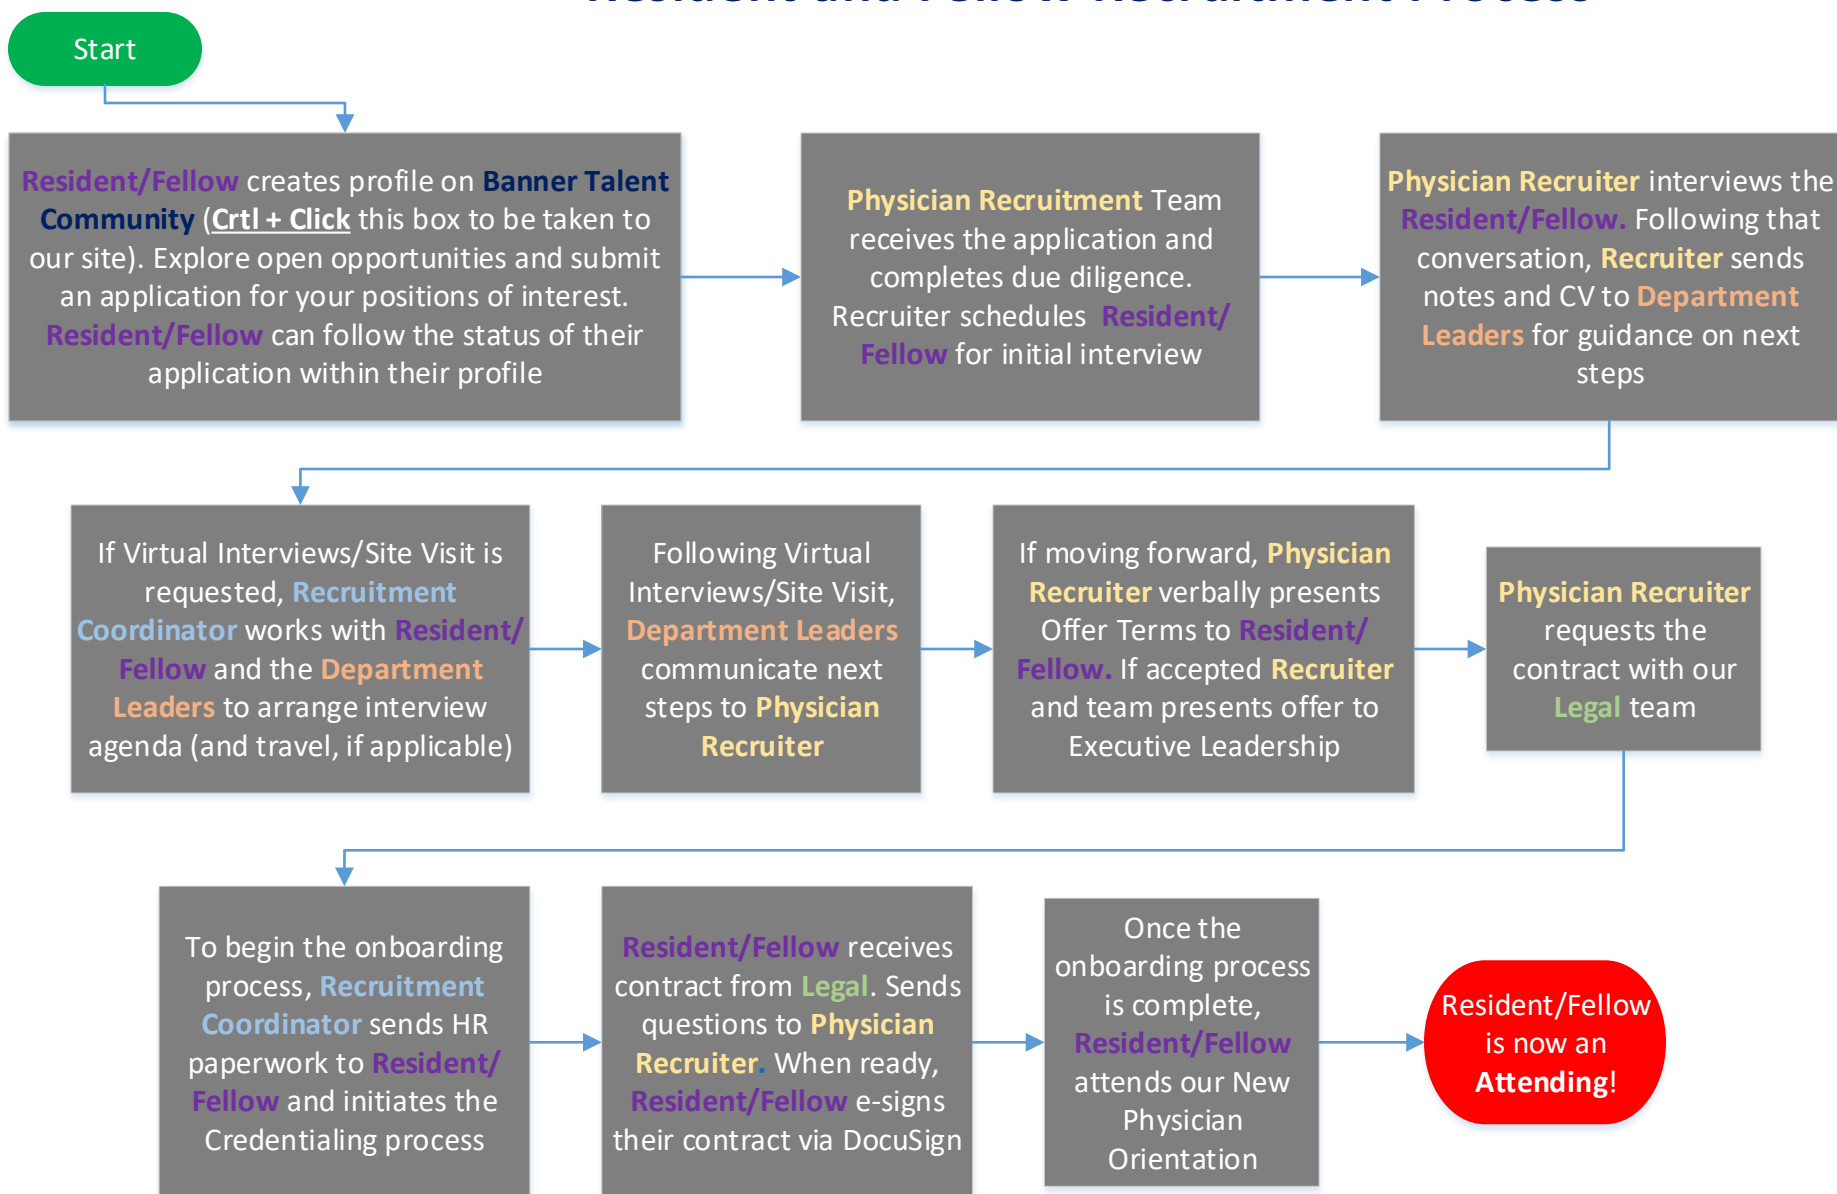 Resident and Fellow Recruitment Process
Start
Resident/Fellow creates profile on Banner Talent
Community (Crtl + Click this box to be taken to
our site). Explore open opportunities and submit
an application for your positions of interest.
Resident/Fellow can follow the status of their
application within their profile
Physician Recruitment Team
receives the application and
completes due diligence.
Recruiter schedules Resident/
Fellow for initial interview
Physician Recruiter interviews the
Resident/Fellow. Following that
conversation, Recruiter sends
notes and CV to Department
Leaders for guidance on next
steps
If Virtual Interviews/Site Visit is
requested, Recruitment
Coordinator works with Resident/
Fellow and the Department
Leaders to arrange interview
agenda (and travel, if applicable)
Following Virtual
Interviews/Site Visit,
Department Leaders
communicate next
steps to Physician
Recruiter
If moving forward, Physician
Recruiter verbally presents
Offer Terms to Resident/
Fellow. If accepted Recruiter
and team presents offer to
Executive Leadership
Physician Recruiter
requests the
contract with our
Legal team
To begin the onboarding
process, Recruitment
Coordinator sends HR
paperwork to Resident/
Fellow and initiates the
Credentialing process
Resident/Fellow receives
contract from Legal. Sends
questions to Physician
Recruiter. When ready,
Resident/Fellow e-signs
their contract via DocuSign
Once the
onboarding process
is complete,
Resident/Fellow
attends our New
Physician
Orientation
Resident/Fellow
is now an
Attending!